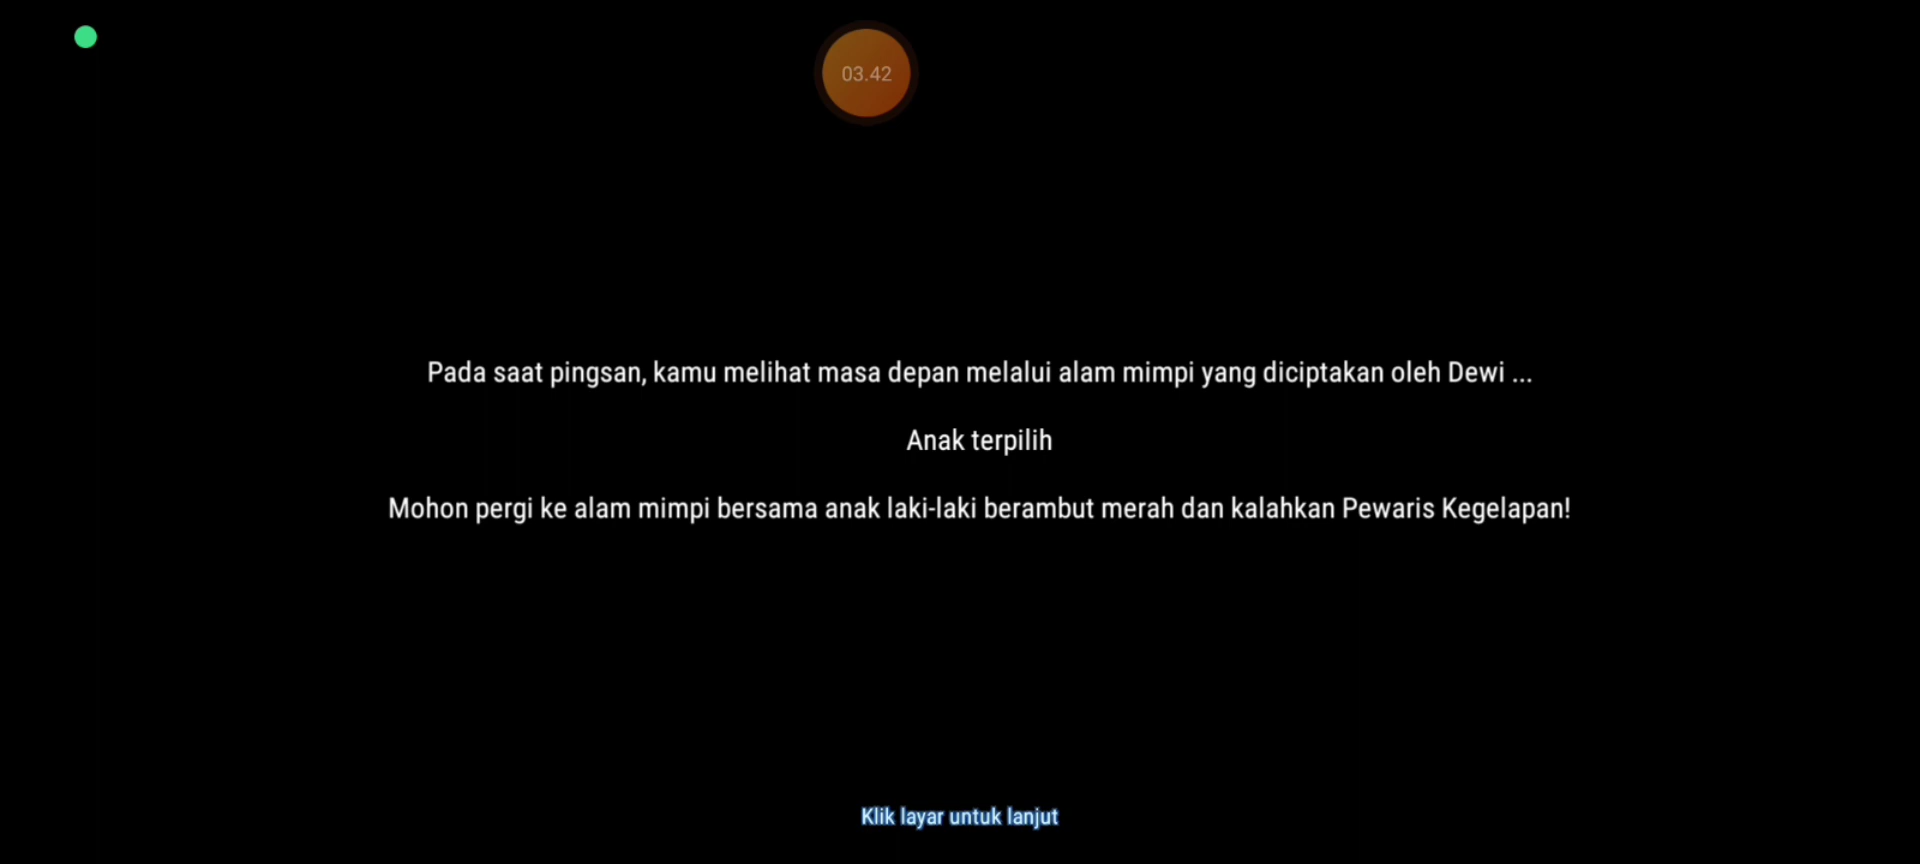 03.42
Pada saat pingsan, kamu melihat masa depan melalui alam mimpi yang diciptakan oleh Dewi ...
Anak terpilih
Mohon pergi ke alam mimpi bersama anak laki-laki berambut merah dan kalahkan Pewaris Kegelapan!
Klik layar untuk lanjut